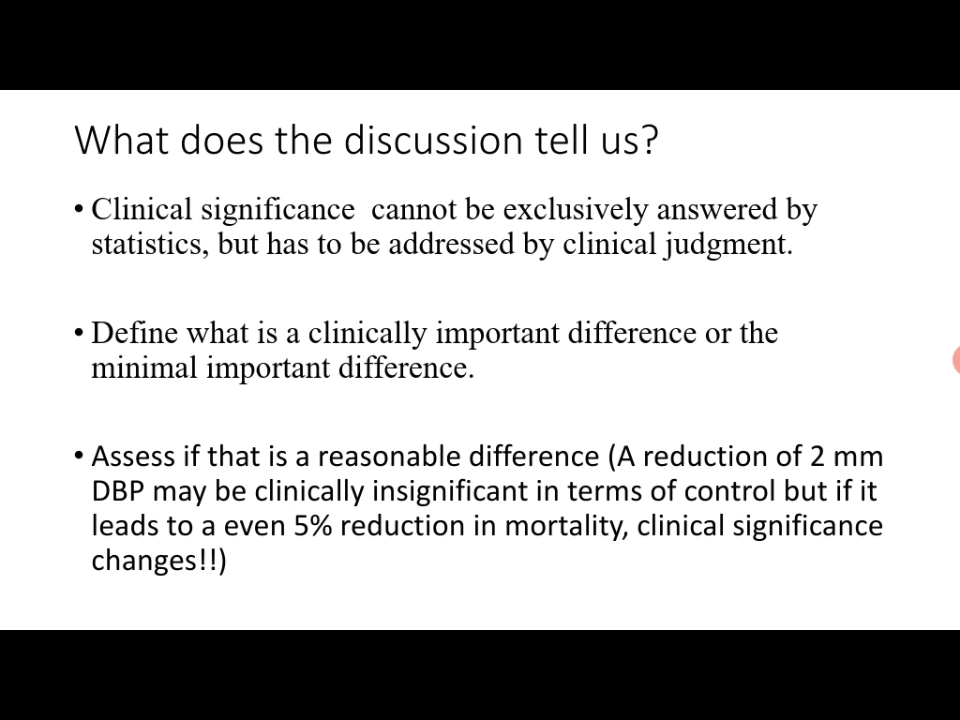 What does the discussion tell us?
• Clinical significance  cannot be exclusively answered by
statistics, but has to be addressed by clinical judgment.
• Define what is a clinically important difference or the
minimal important difference.
• Assess if that is a reasonable difference (A reduction of 2 mm
DBP may be clinically insignificant in terms of control but if it
leads to a even 5% reduction in mortality, clinical significance
changes!!)